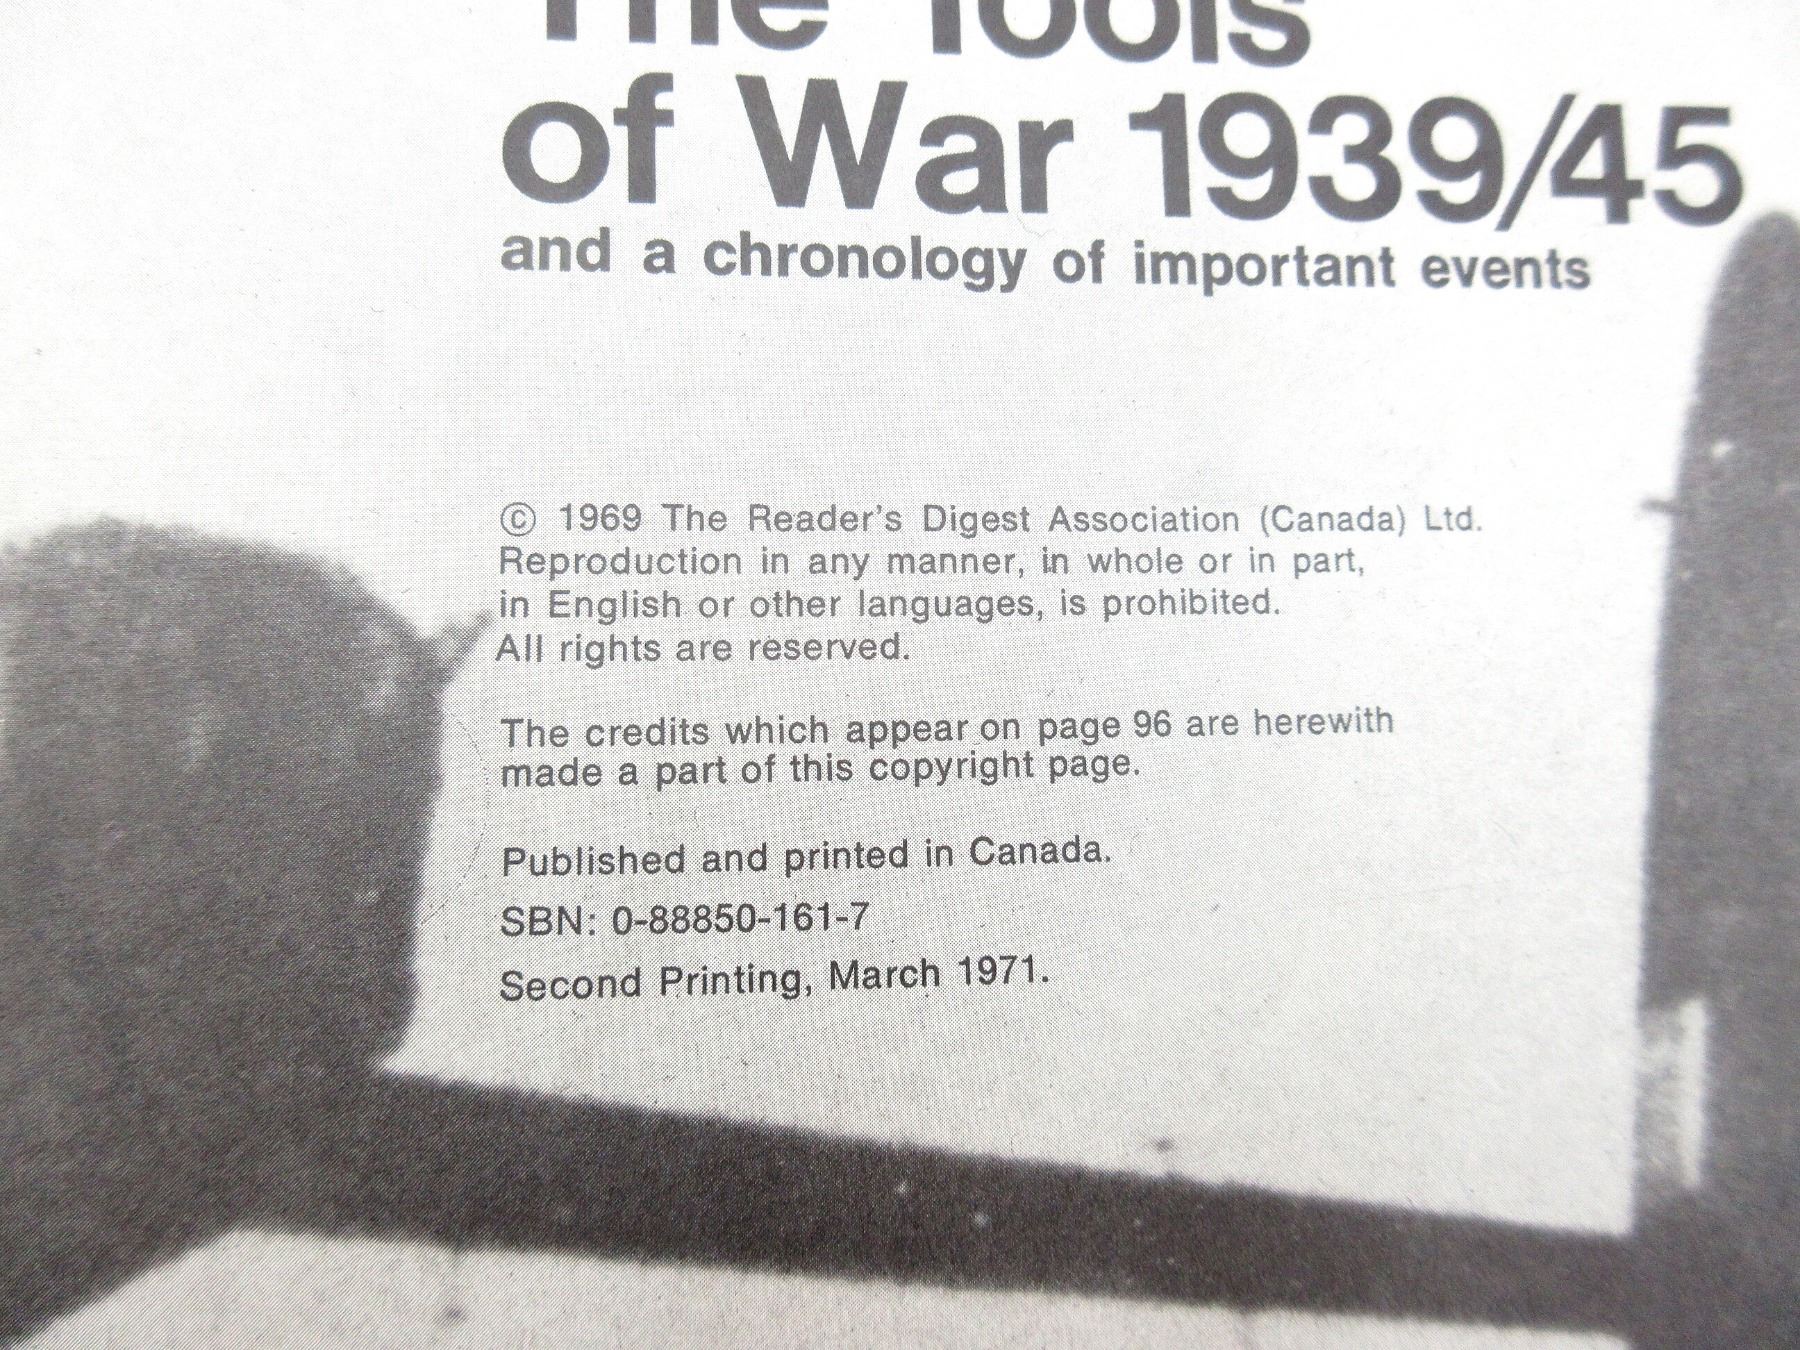 The Tools
of War 1939/45
and a chronology of important events
© 1969 The Reader's Digest Association (Canada) Ltd.
Reproduction in any manner, in whole or in part,
in English or other languages, is prohibited.
All rights are reserved.
The credits which appear on page 96 are herewith
made a part of this copyright page.
Published and printed in Canada.
SBN: 0-88850-161-7
Second Printing, March 1971.